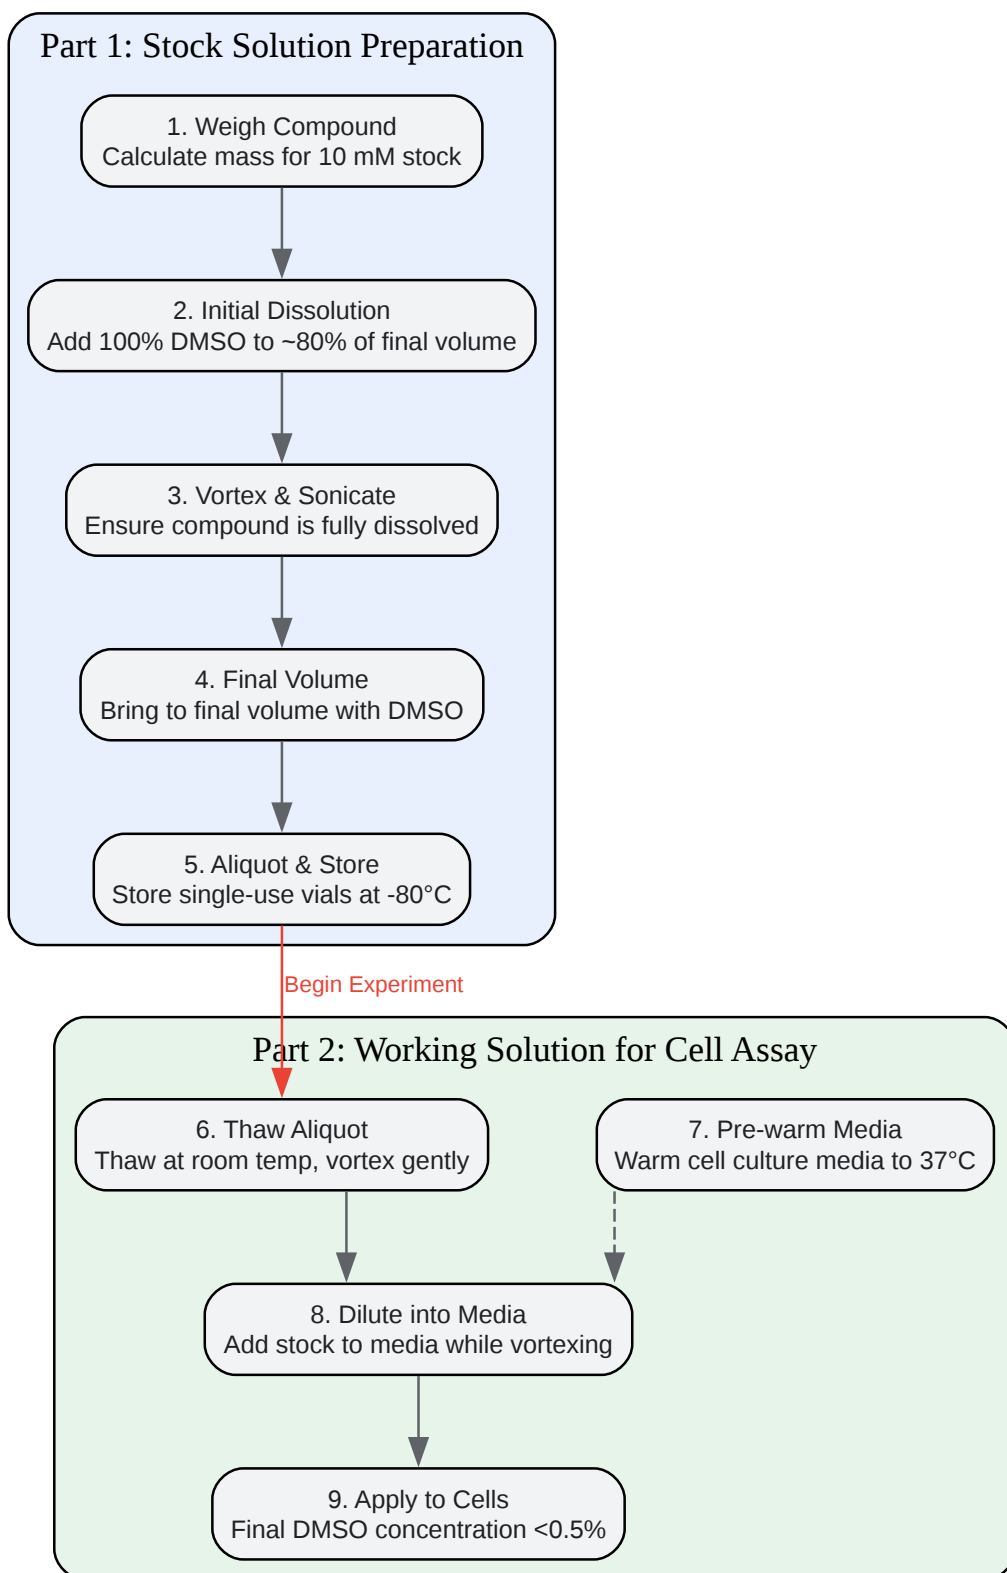 Part 1: Stock Solution Preparation
1. Weigh Compound
Calculate mass for 10 mM stock
2. Initial Dissolution
Add 100% DMSO to ~80% of final volume
3. Vortex & Sonicate
Ensure compound is fully dissolved
4. Final Volume
Bring to final volume with DMSO
5. Aliquot & Store
Store single-use vials at -80°C
Begin Experiment
Part 2: Working Solution for Cell Assay
6. Thaw Aliquot
Thaw at room temp, vortex gently
7. Pre-warm Media
Warm cell culture media to 37°C
8. Dilute into Media
Add stock to media while vortexing
9. Apply to Cells
Final DMSO concentration <0.5%